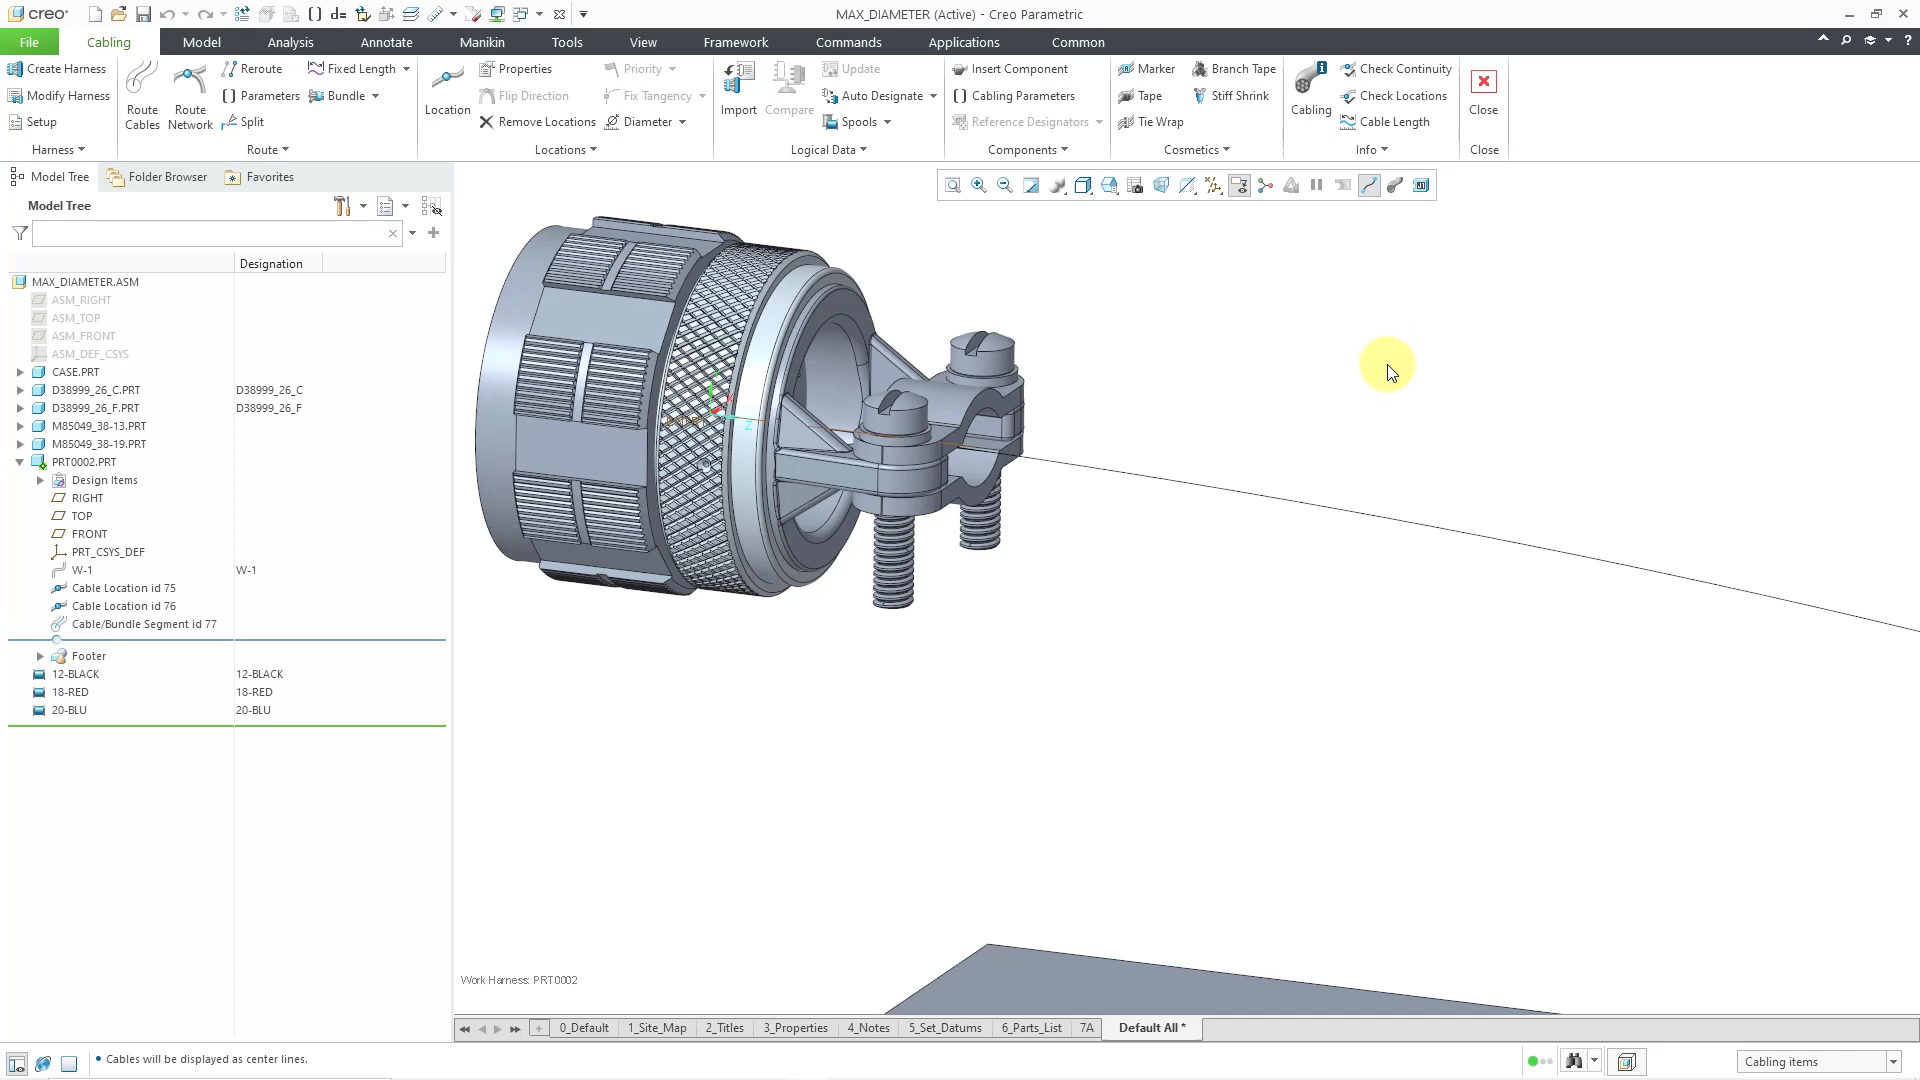 creo
MAX_DIAMETER (Active) - Creo Parametric
File
Cabling
Model
Analysis
Annotate
Manikin
Tools
View
Framework
Commands
Applications
Common
Create Harness
Modify Harness
Setup
Harness
Route Cables
Route Network
Reroute
Parameters
Split
Fixed Length
Bundle
Route
Location
Properties
Flip Direction
Remove Locations
Priority
Fix Tangency
Diameter
Locations
Import
Compare
Update
Auto Designate
Spools
Logical Data
Insert Component
Cabling Parameters
Reference Designators
Components
Marker
Tape
Tie Wrap
Branch Tape
Stiff Shrink
Cosmetics
Cabling
Check Continuity
Check Locations
Cable Length
Info
Close
Close
Model Tree
Folder Browser
Favorites
Model Tree
Designation
MAX_DIAMETER.ASM
ASM_RIGHT
ASM_TOP
ASM_FRONT
ASM_DEF_CSYS
CASE.PRT
D38999_26_C.PRT D38999_26_C
D38999_26_F.PRT D38999_26_F
M85049_38-13.PRT
M85049_38-19.PRT
PRT0002.PRT
Design Items
RIGHT
TOP
FRONT
PRT_CSYS_DEF
W-1 W-1
Cable Location id 75
Cable Location id 76
Cable/Bundle Segment id 77
Footer
12-BLACK 12-BLACK
18-RED 18-RED
20-BLU 20-BLU
Z
Work Harness: PRT0002
0_Default
1_Site_Map
2_Titles
3_Properties
4_Notes
5_Set_Datums
6_Parts_List
7A
Default All *
Cables will be displayed as center lines.
Cabling items